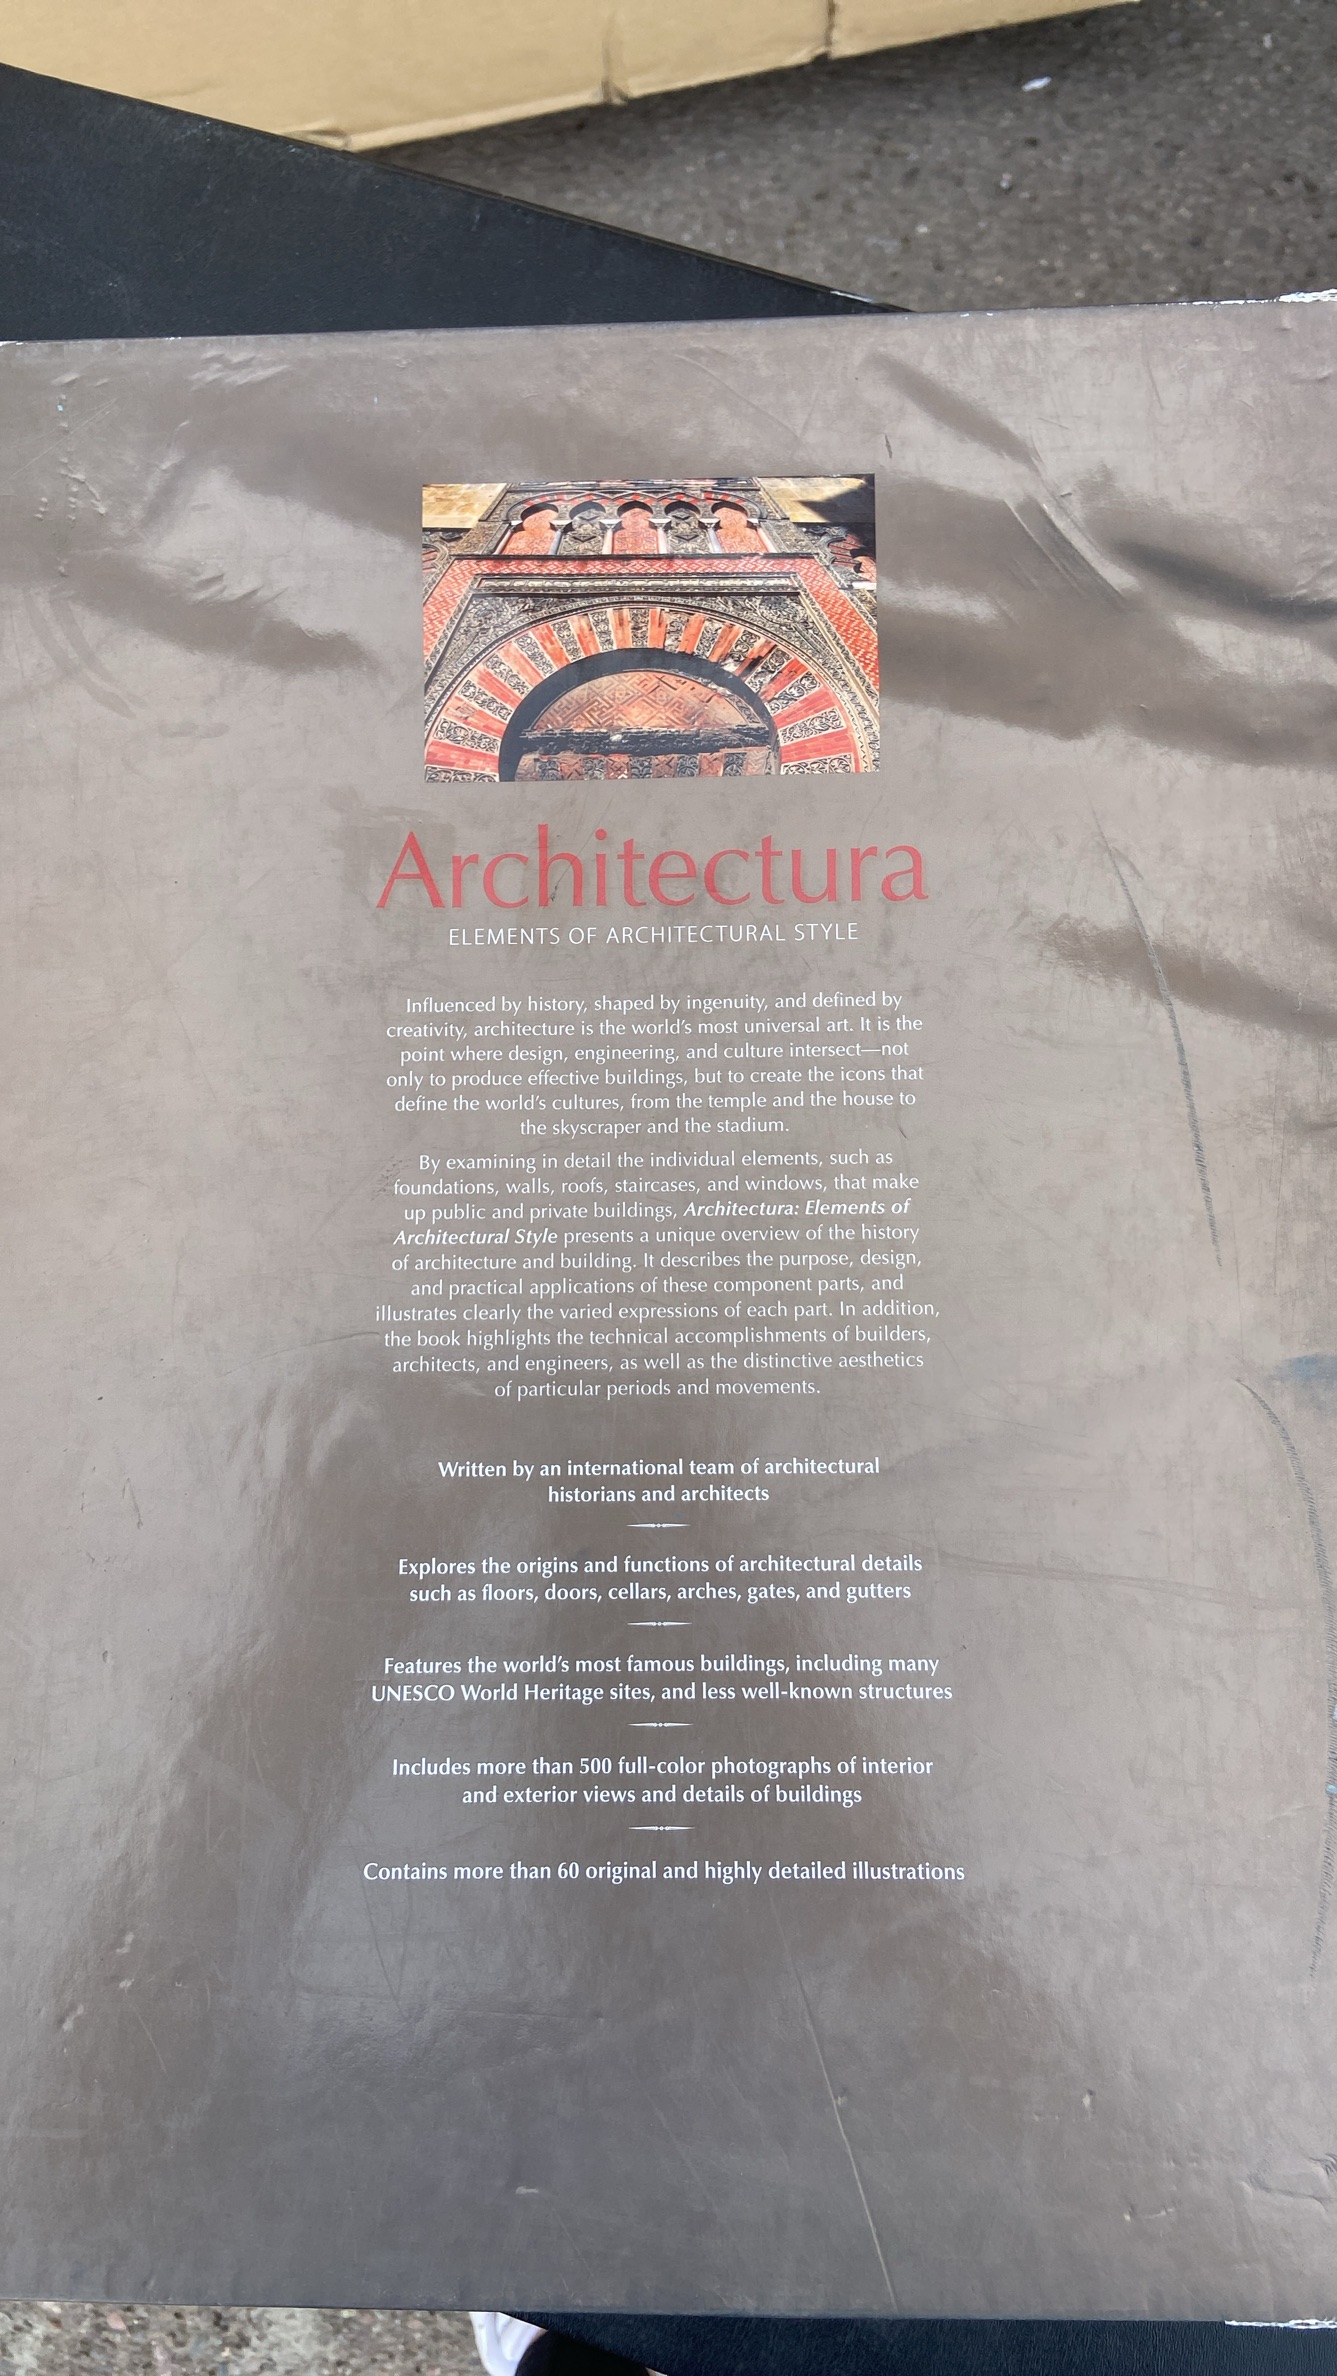 Architectura
ELEMENTS OF ARCHITECTURAL STYLE
Influenced by history, shaped by ingenuity, and defined by
creativity, architecture is the world's most universal art. It is the
point where design, engineering, and culture intersect—not
only to produce effective buildings, but to create the icons that
define the world's cultures, from the temple and the house to
the skyscraper and the stadium.
By examining in detail the individual elements, such as
foundations, walls, roofs, staircases, and windows, that make
up public and private buildings, Architectura: Elements of
Architectural Style presents a unique overview of the history
of architecture and building. It describes the purpose, design,
and practical applications of these component parts, and
illustrates clearly the varied expressions of each part. In addition,
the book highlights the technical accomplishments of builders,
architects, and engineers, as well as the distinctive aesthetics
of particular periods and movements.
Written by an international team of architectural
historians and architects
Explores the origins and functions of architectural details
such as floors, doors, cellars, arches, gates, and gutters
Features the world's most famous buildings, including many
UNESCO World Heritage sites, and less well-known structures
Includes more than 500 full-color photographs of interior
and exterior views and details of buildings
Contains more than 60 original and highly detailed illustrations